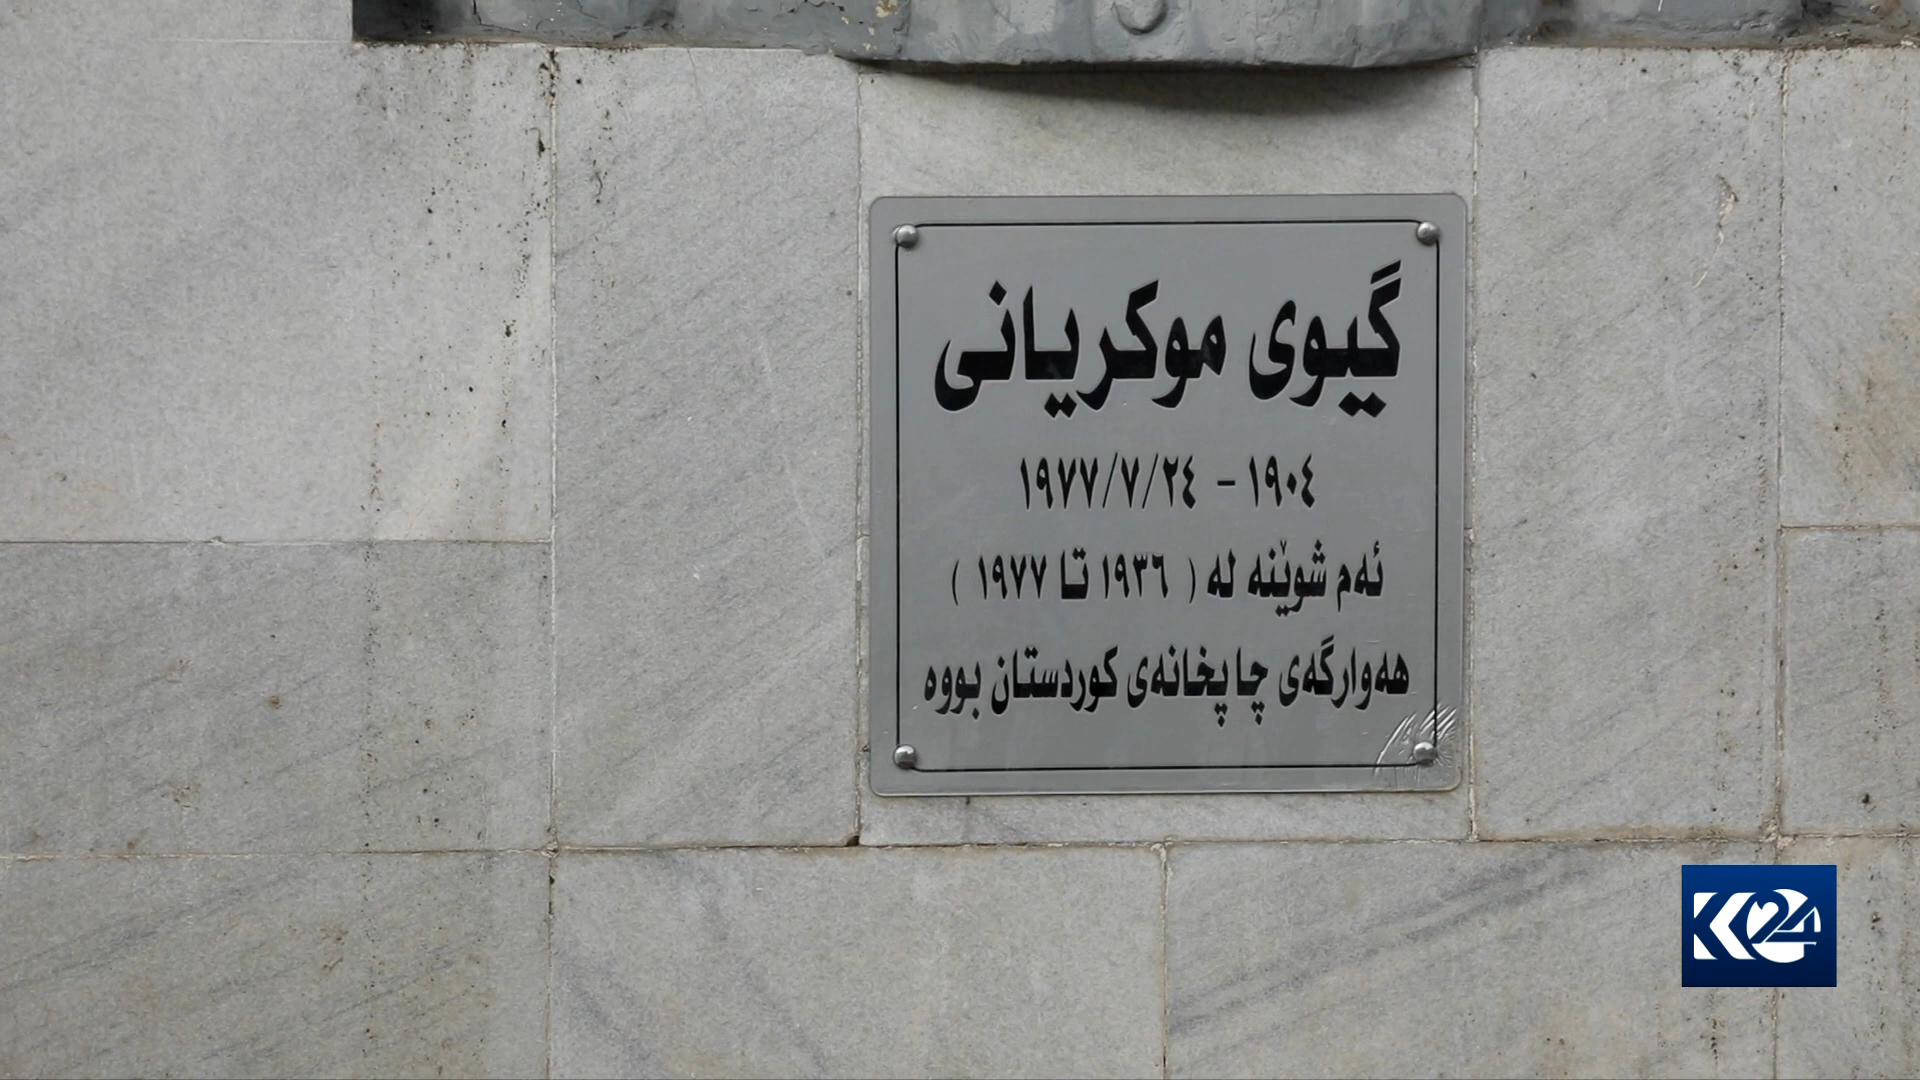 گیوی موکریانی
١٩٠٤ - ١٩٧٧/٧/٢٤
ئەم شوێنە لە ( ١٩٣٦ تا ١٩٧٧ )
هەوارگەی چاپخانەی کوردستان بووە
K24